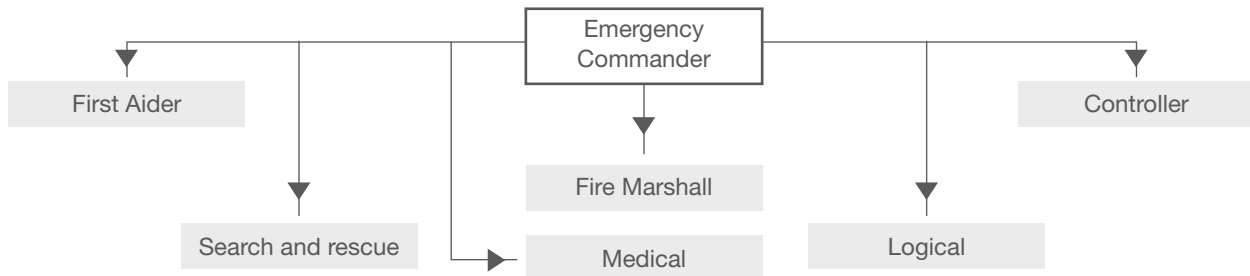 Emergency
Commander
First Aider
Controller
Fire Marshall
Search and rescue
Logical
Medical